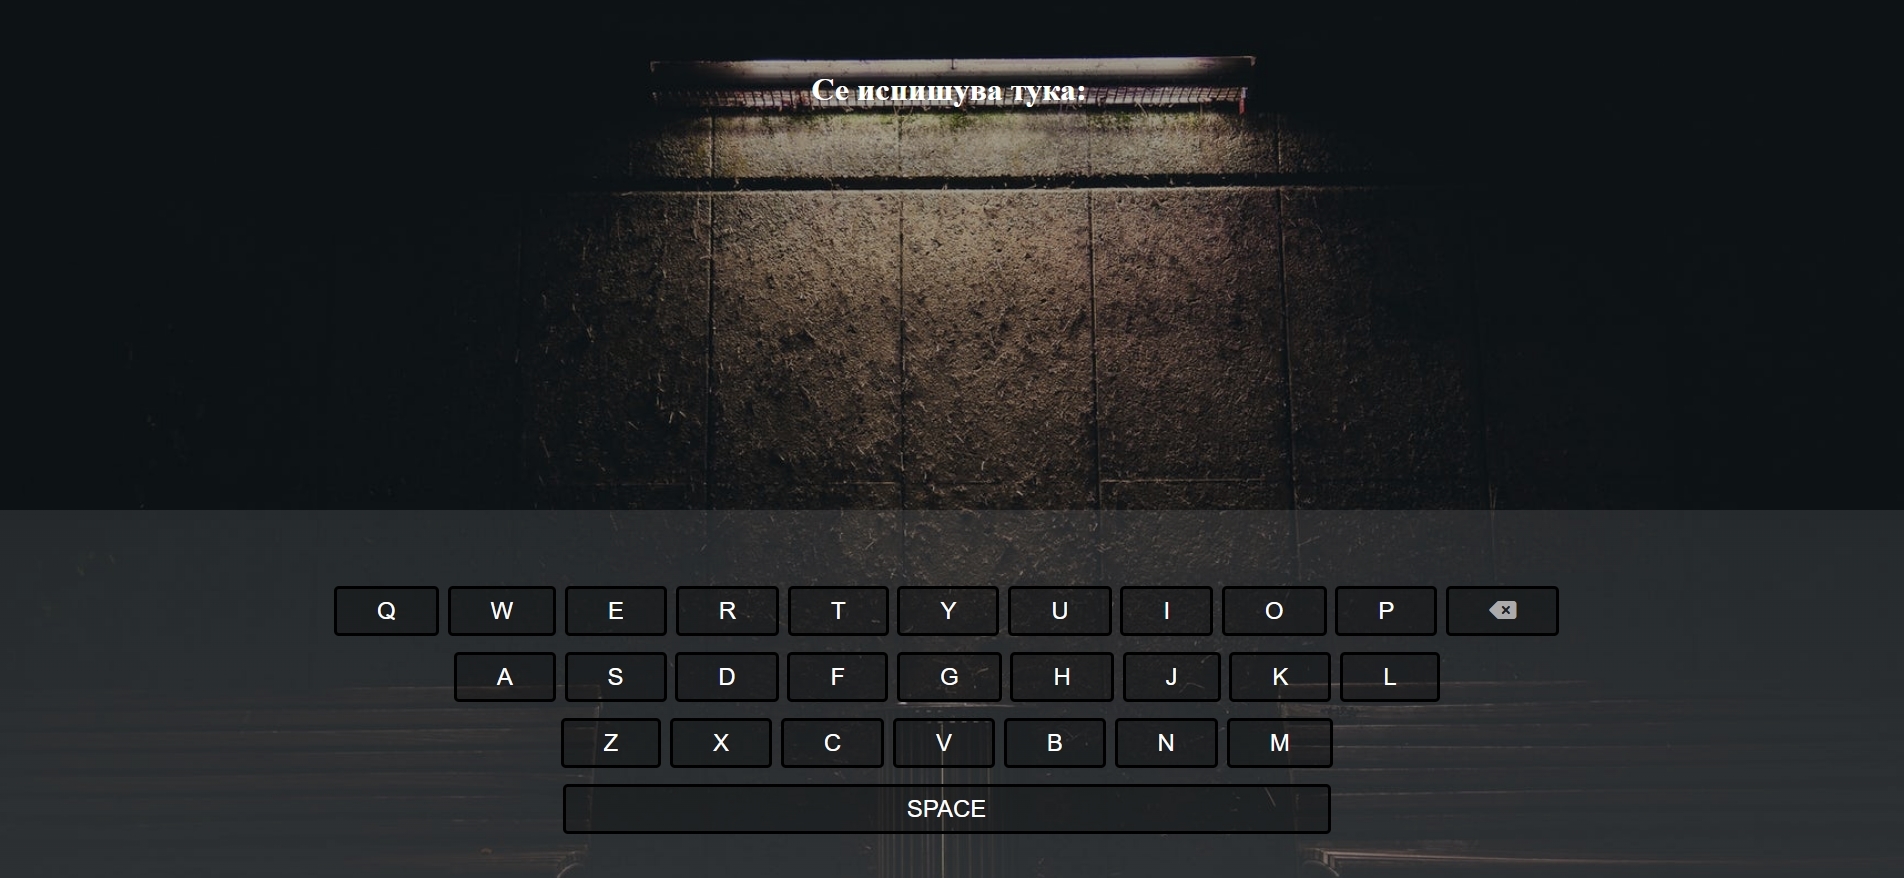 Се испишува тука:
Q W E R T Y U I O P
A S D F G H J K L
Z X C V B N M
SPACE